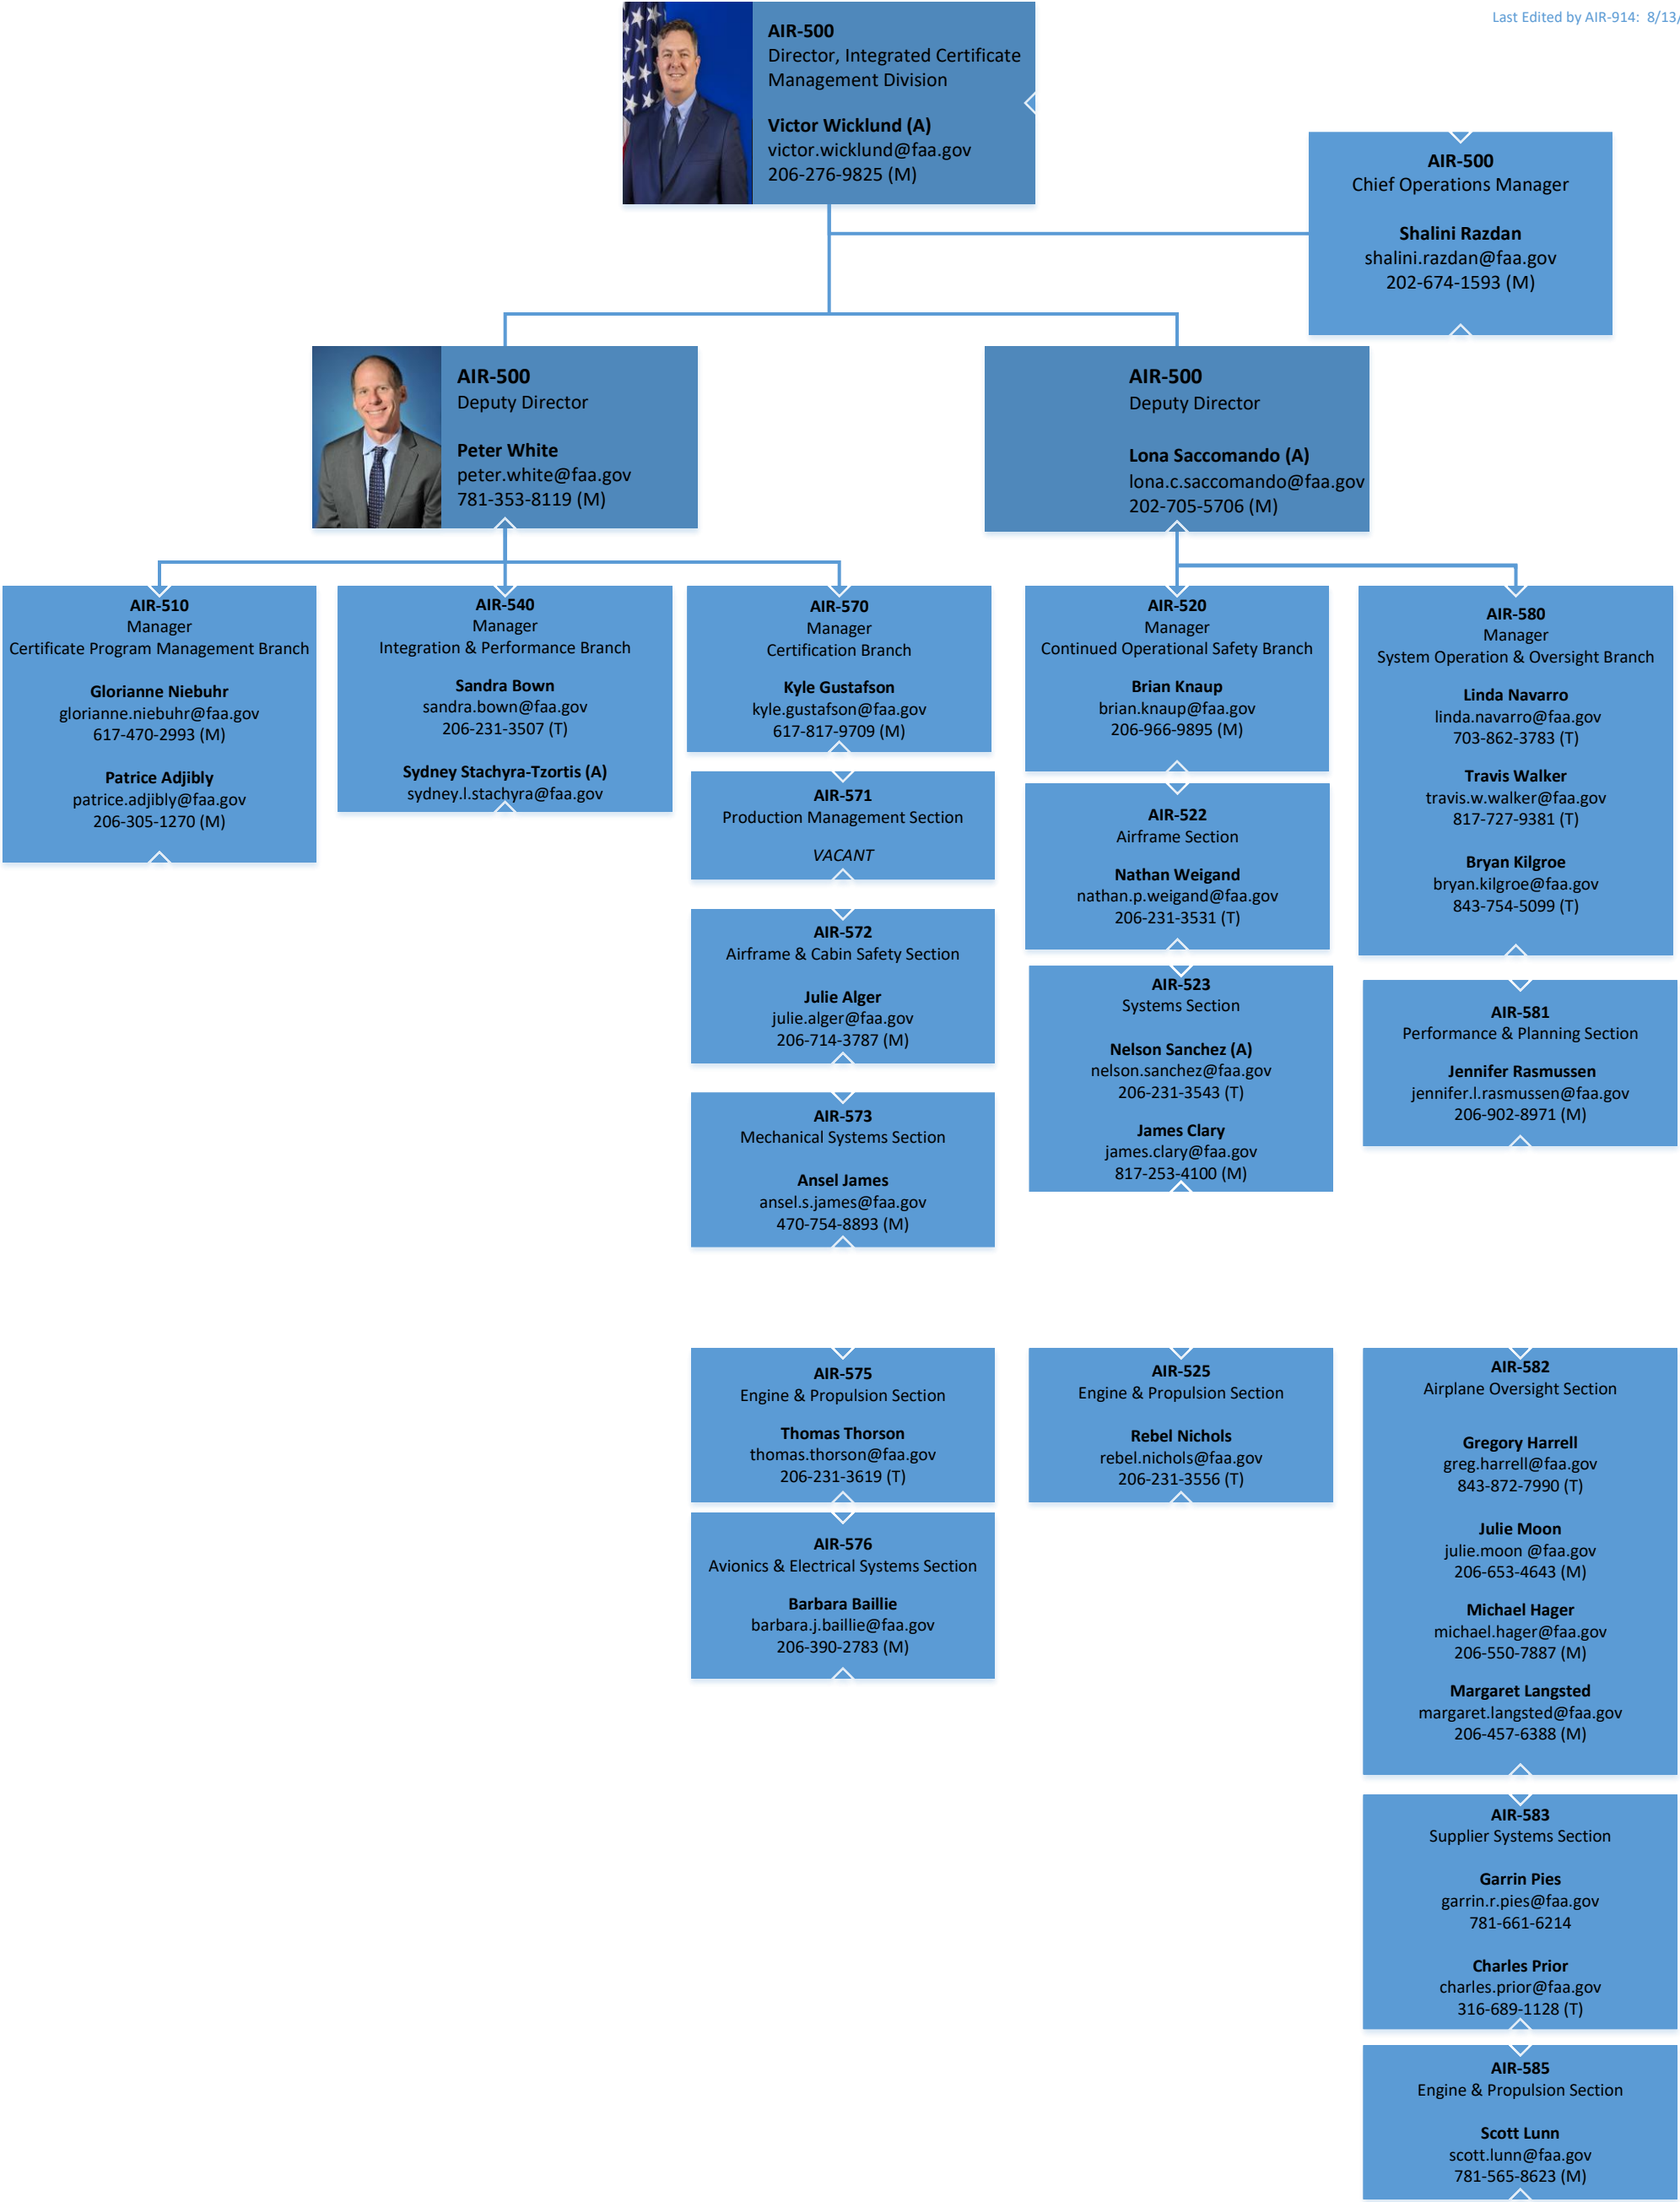 Last Edited by AIR-914: 8/13/
AIR-500
Director, Integrated Certificate
Management Division
Victor Wicklund (A)
victor.wicklund@faa.gov
206-276-9825 (M)
AIR-500
Chief Operations Manager
Shalini Razdan
shalini.razdan@faa.gov
202-674-1593 (M)
AIR-500
Deputy Director
Peter White
peter.white@faa.gov
781-353-8119 (M)
AIR-500
Deputy Director
Lona Saccomando (A)
lona.c.saccomando@faa.gov
202-705-5706 (M)
AIR-510
Manager
Certificate Program Management Branch
Glorianne Niebuhr
glorianne.niebuhr@faa.gov
617-470-2993 (M)
Patrice Adjibly
patrice.adjibly@faa.gov
206-305-1270 (M)
AIR-540
Manager
Integration & Performance Branch
Sandra Bown
sandra.bown@faa.gov
206-231-3507 (T)
Sydney Stachyra-Tzortis (A)
sydney.l.stachyra@faa.gov
AIR-570
Manager
Certification Branch
Kyle Gustafson
kyle.gustafson@faa.gov
617-817-9709 (M)
AIR-571
Production Management Section
VACANT
AIR-572
Airframe & Cabin Safety Section
Julie Alger
julie.alger@faa.gov
206-714-3787 (M)
AIR-573
Mechanical Systems Section
Ansel James
ansel.s.james@faa.gov
470-754-8893 (M)
AIR-575
Engine & Propulsion Section
Thomas Thorson
thomas.thorson@faa.gov
206-231-3619 (T)
AIR-576
Avionics & Electrical Systems Section
Barbara Baillie
barbara.j.baillie@faa.gov
206-390-2783 (M)
AIR-520
Manager
Continued Operational Safety Branch
Brian Knaup
brian.knaup@faa.gov
206-966-9895 (M)
AIR-522
Airframe Section
Nathan Weigand
nathan.p.weigand@faa.gov
206-231-3531 (T)
AIR-523
Systems Section
Nelson Sanchez (A)
nelson.sanchez@faa.gov
206-231-3543 (T)
James Clary
james.clary@faa.gov
817-253-4100 (M)
AIR-525
Engine & Propulsion Section
Rebel Nichols
rebel.nichols@faa.gov
206-231-3556 (T)
AIR-580
Manager
System Operation & Oversight Branch
Linda Navarro
linda.navarro@faa.gov
703-862-3783 (T)
Travis Walker
travis.w.walker@faa.gov
817-727-9381 (T)
Bryan Kilgroe
bryan.kilgroe@faa.gov
843-754-5099 (T)
AIR-581
Performance & Planning Section
Jennifer Rasmussen
jennifer.l.rasmussen@faa.gov
206-902-8971 (M)
AIR-582
Airplane Oversight Section
Gregory Harrell
greg.harrell@faa.gov
843-872-7990 (T)
Julie Moon
julie.moon @faa.gov
206-653-4643 (M)
Michael Hager
michael.hager@faa.gov
206-550-7887 (M)
Margaret Langsted
margaret.langsted@faa.gov
206-457-6388 (M)
AIR-583
Supplier Systems Section
Garrin Pies
garrin.r.pies@faa.gov
781-661-6214
Charles Prior
charles.prior@faa.gov
316-689-1128 (T)
AIR-585
Engine & Propulsion Section
Scott Lunn
scott.lunn@faa.gov
781-565-8623 (M)